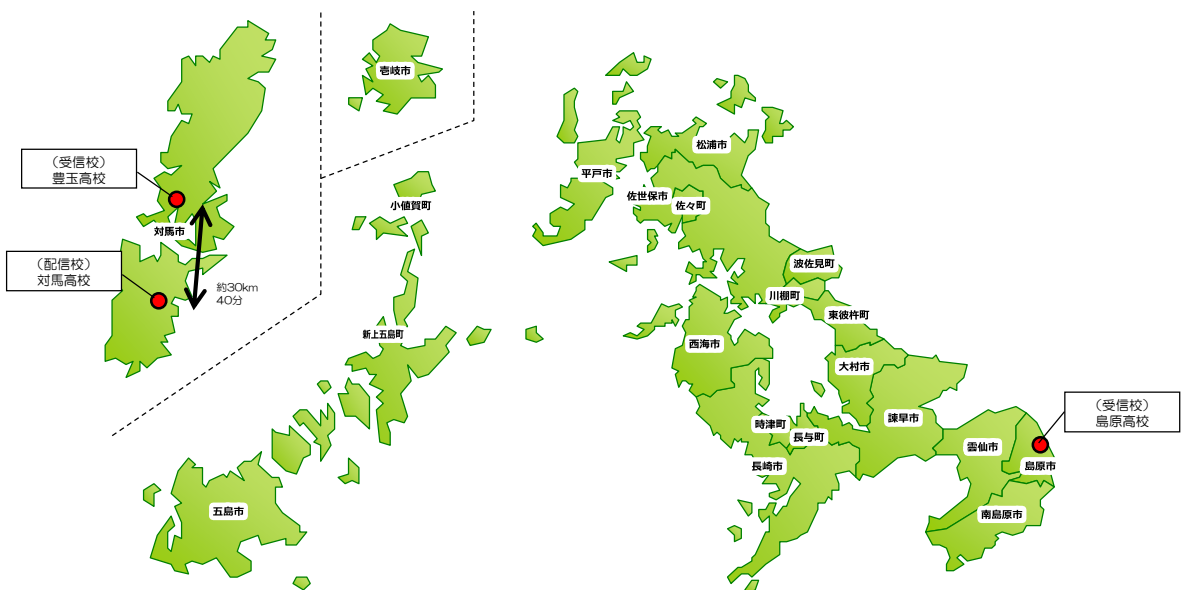 壱岐市
松浦市
（受信校）
豊玉高校
平戸市
佐世保市
佐々町
小値賀町
対馬市
（配信校）
対馬高校
約30km
40分
波佐見町
川棚町
東彼杵町
新上五島町
西海市
大村市
（受信校）
島原高校
諫早市
時津町
長与町
雲仙市
長崎市
島原市
五島市
南島原市